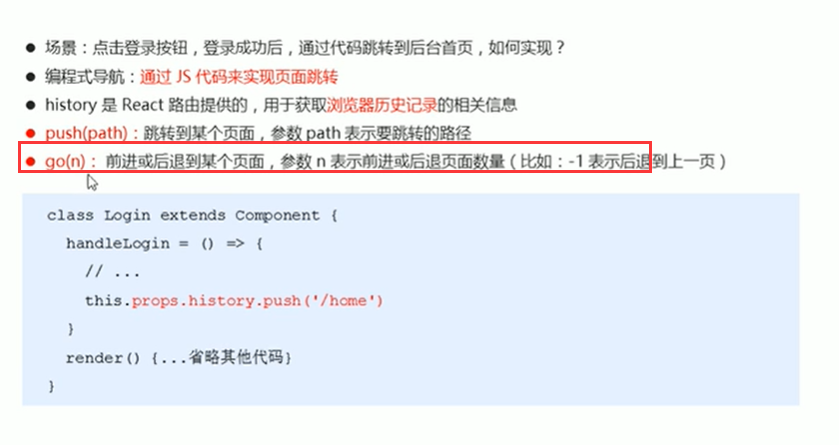 ● 场景：点击登录按钮，登录成功后，通过代码跳转到后台首页，如何实现？
● 编程式导航：通过 JS 代码来实现页面跳转
● history 是 React 路由提供的，用于获取浏览器历史记录的相关信息
● push(path)：跳转到某个页面，参数 path 表示要跳转的路径
● go(n)： 前进或后退到某个页面，参数 n 表示前进或后退页面数量（比如：-1 表示后退到上一页）
class Login extends Component {
handleLogin = () => {
// ...
this.props.history.push('/home')
}
render() {...省略其他代码}
}